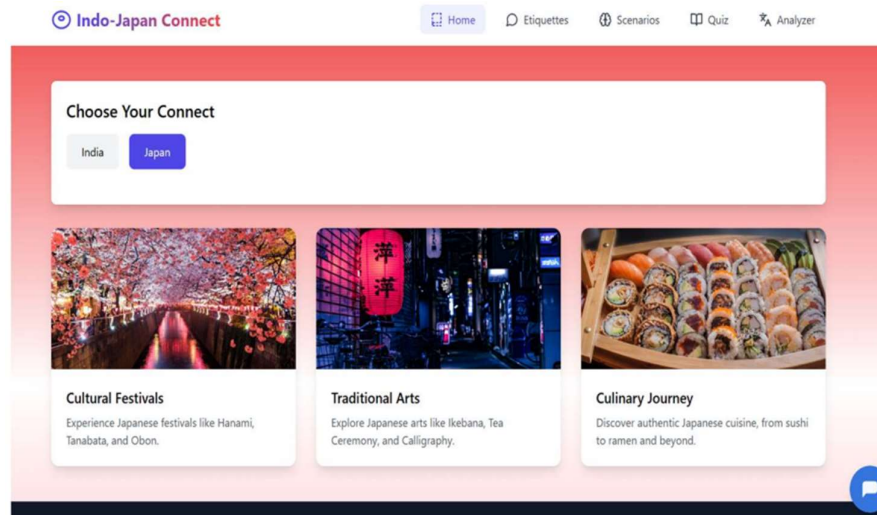 Indo-Japan Connect
Home
Etiquettes
Scenarios
Quiz
Analyzer
Choose Your Connect
India
Japan
洋
洋
Cultural Festivals
Experience Japanese festivals like Hanami,
Tanabata, and Obon.
Traditional Arts
Explore Japanese arts like Ikebana, Tea
Ceremony, and Calligraphy.
Culinary Journey
Discover authentic Japanese cuisine, from sushi
to ramen and beyond.